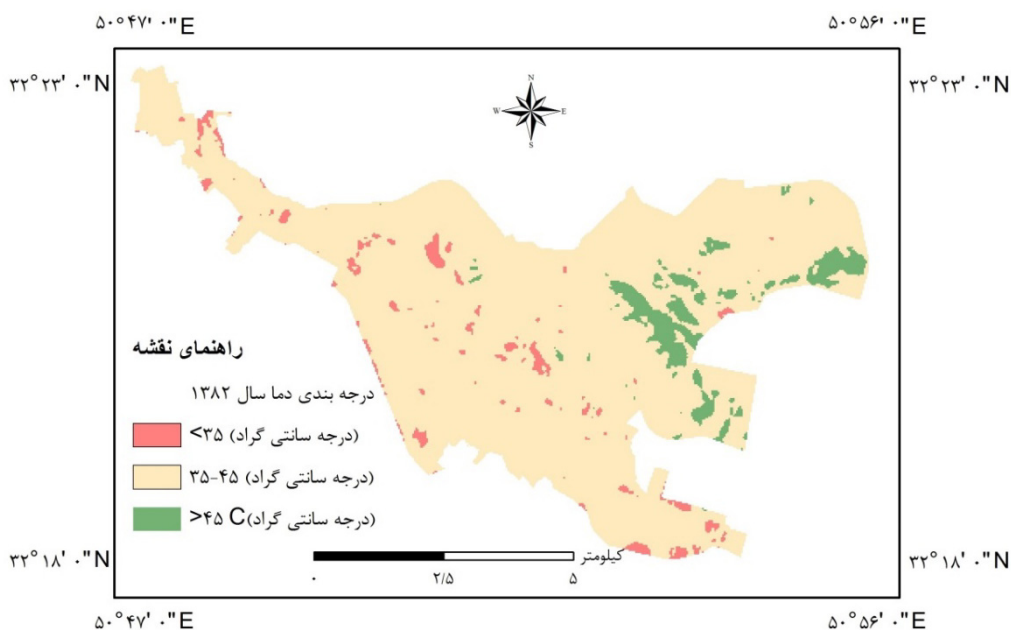 ۵۰°۴۷' ۰"E
۵۰°۵۶' ۰"E
۳۲°۲۳' ۰"N
۳۲°۲۳' ۰"N
N
W
E
S
راهنمای نقشه
درجه بندی دما سال ۱۳۸۲
<۳۵ (درجه سانتی گراد)
۳۵-۴۵ (درجه سانتی گراد)
>۴۵ C(درجه سانتی گراد)
کیلومتر
۰
۲/۵
۵
۳۲°۱۸' ۰"N
۳۲°۱۸' ۰"N
۵۰°۴۷' ۰"E
۵۰°۵۶' ۰"E